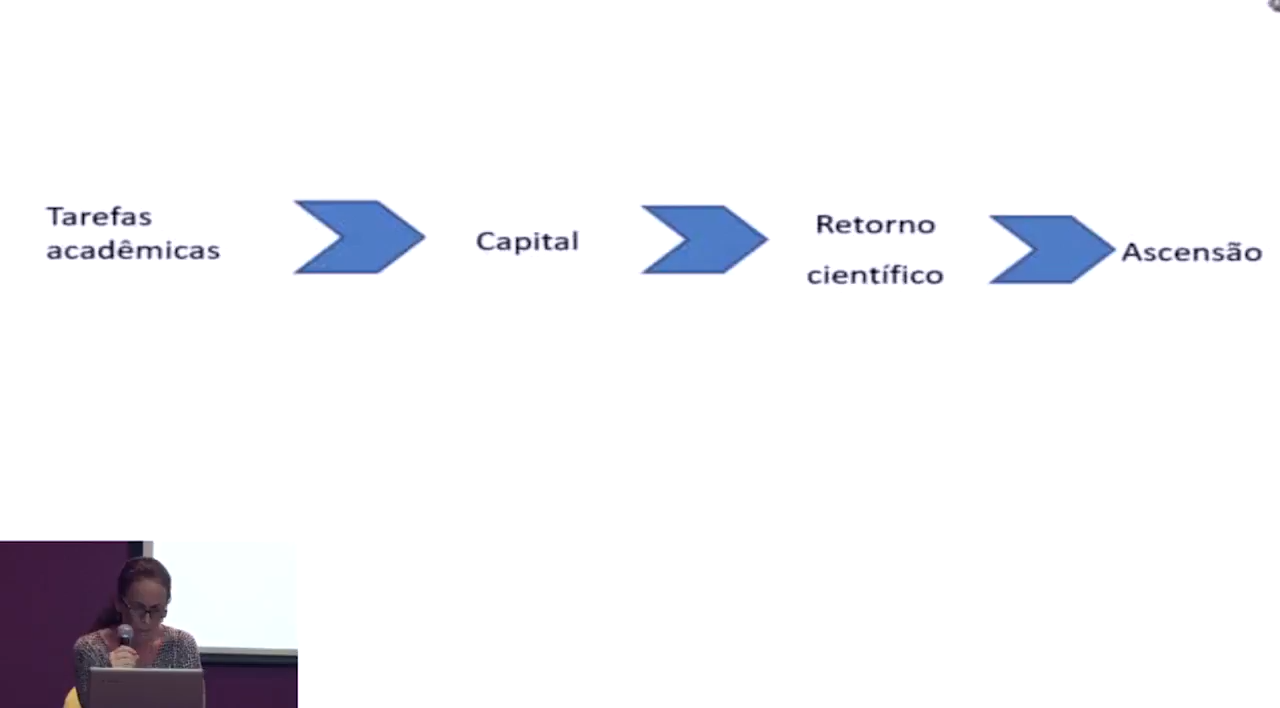 Tarefas
acadêmicas
Capital
Retorno
científico
Ascensão